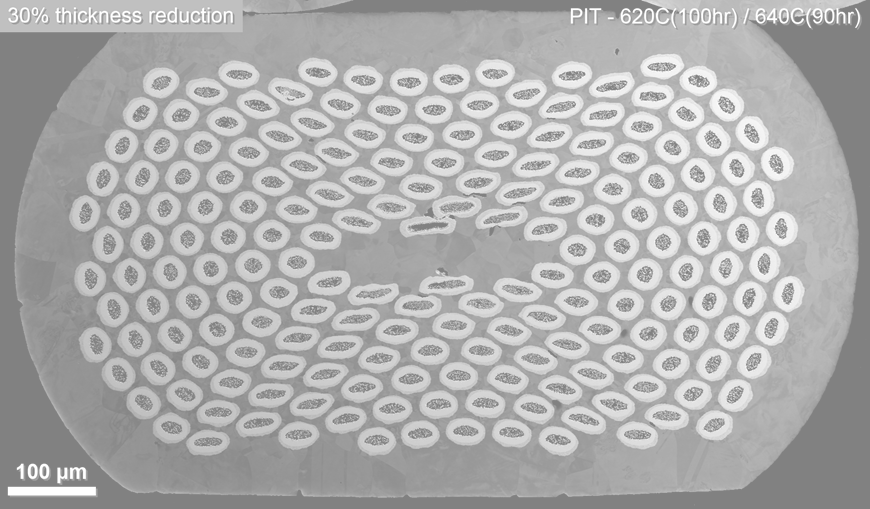 30% thickness reduction
PIT - 620C(100hr) / 640C(90hr)
100 µm